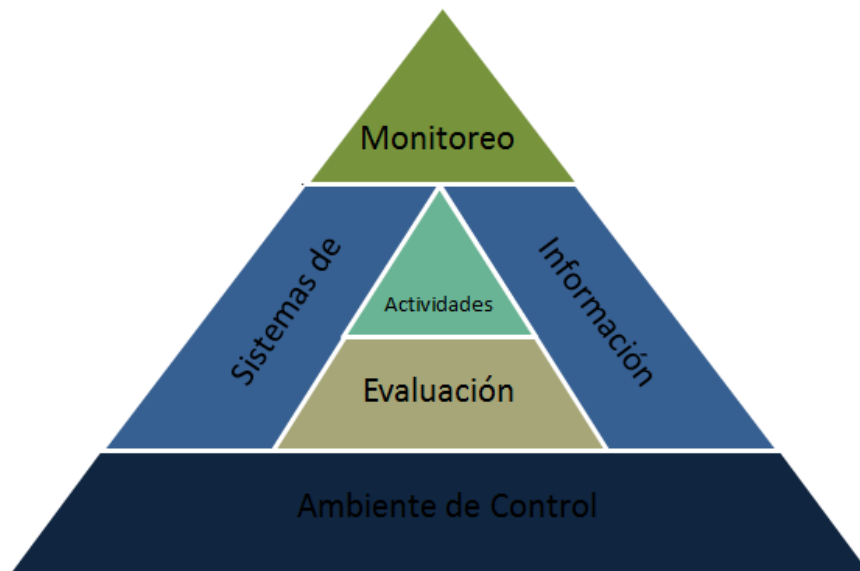 Monitoreo
Sistemas de
Información
Actividades
Evaluación
Ambiente de Control